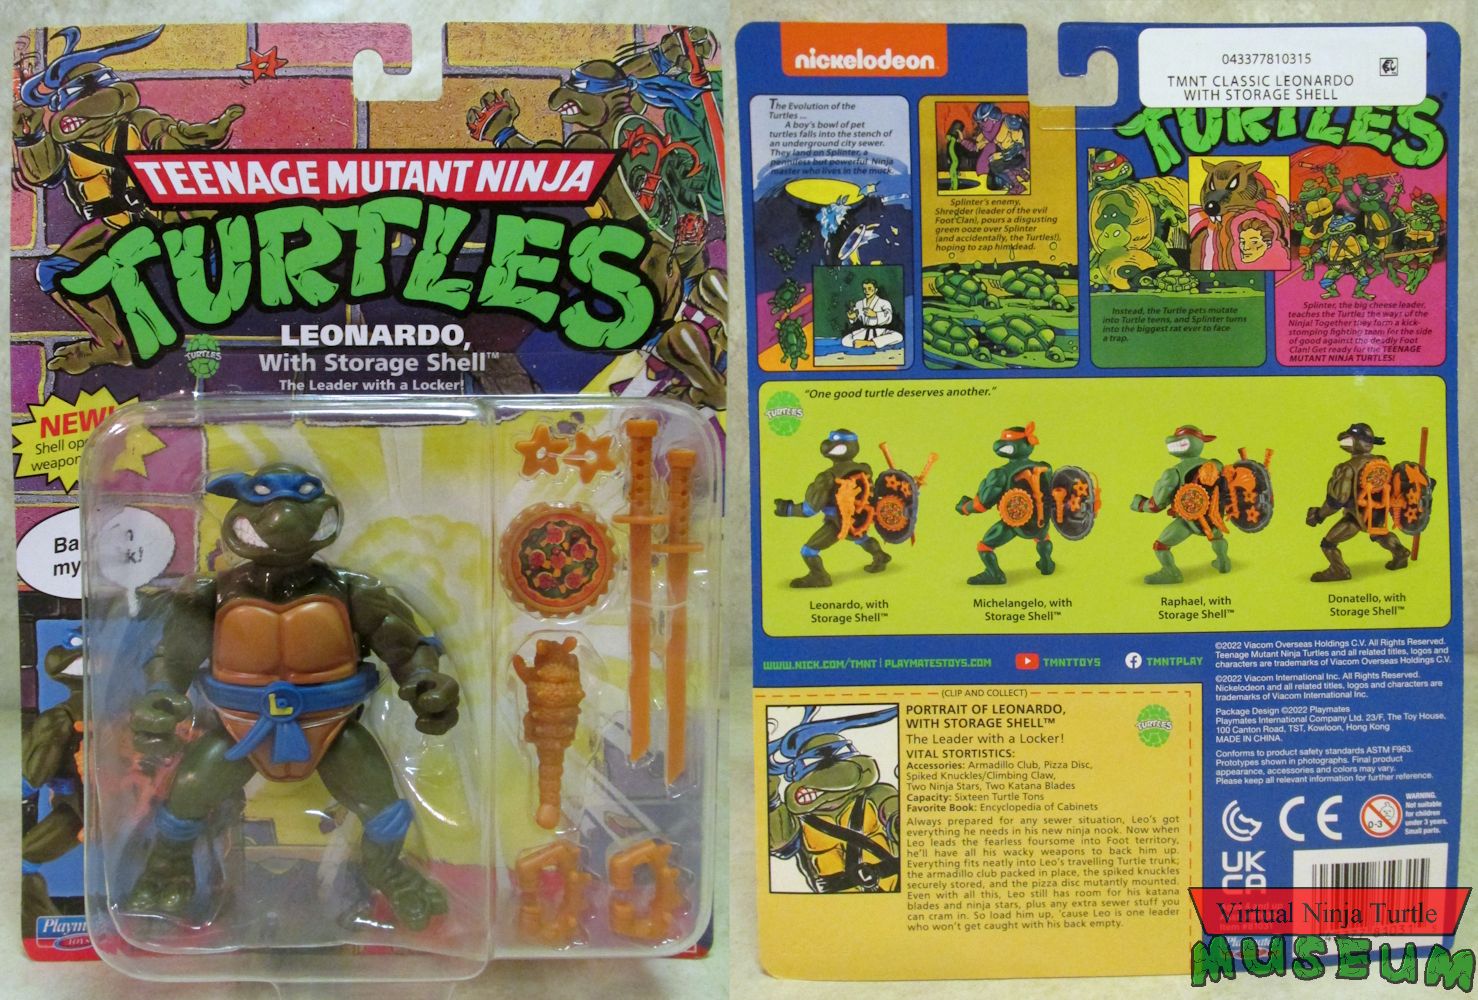 TEENAGE MUTANT NINJA
TURTLES
LEONARDO,
With Storage Shell™
The Leader with a Locker!
TURTLES
NEW!
Shell
weapon
Ba
my
k!
L
Playm
TOYS
nickelodeon
043377810315
TMNT CLASSIC LEONARDO
WITH STORAGE SHELL
TURTLES
The Evolution of the
Turtles ...
A boy's bowl of pet
turtles falls into the stench of
an underground city sewer.
They land on Splinter, a
penniless but powerful Ninja
master who lives in the muck.
Splinter's enemy,
Shredder (leader of the evil
Foot Clan), pours a disgusting
green ooze over Splinter
(and accidentally, the Turtles!),
hoping to zap him dead.
Instead, the Turtle pets mutate
into Turtle teens, and Splinter turns
into the biggest rat ever to face
a trap.
Splinter, the big cheese leader,
teaches the Turtles the ways of the
Ninja! Together they form a kick-
stomping fighting team for the side
of good against the deadly Foot
Clan! Get ready for the TEENAGE
MUTANT NINJA TURTLES!
TURTLES
"One good turtle deserves another."
Leonardo, with
Storage Shell™
Michelangelo, with
Storage Shell™
Raphael, with
Storage Shell™
Donatello, with
Storage Shell™
WWW.NICK.COM/TMNT | PLAYMATESTOYS.COM
TMNTTOYS
TMNTPLAY
©2022 Viacom Overseas Holdings C.V. All Rights Reserved.
Teenage Mutant Ninja Turtles and all related titles, logos and
characters are trademarks of Viacom Overseas Holdings C.V.
©2022 Viacom International Inc. All Rights Reserved.
Nickelodeon and all related titles, logos and characters are
trademarks of Viacom International Inc.
Package Design ©2022 Playmates
Playmates International Company Ltd. 23/F, The Toy House,
100 Canton Road, TST, Kowloon, Hong Kong
MADE IN CHINA.
Conforms to product safety standards ASTM F963.
Prototypes shown in photographs. Final product
appearance, accessories and colors may vary.
Please keep all relevant information for further reference.
(CLIP AND COLLECT)
PORTRAIT OF LEONARDO,
WITH STORAGE SHELL™
The Leader with a Locker!
TURTLES
VITAL STORTISTICS:
Accessories: Armadillo Club, Pizza Disc,
Spiked Knuckles/Climbing Claw,
Two Ninja Stars, Two Katana Blades
Capacity: Sixteen Turtle Tons
Favorite Book: Encyclopedia of Cabinets
Always prepared for any sewer situation, Leo's got
everything he needs in his new ninja nook. Now when
Leo leads the fearless foursome into Foot territory,
he'll have all his wacky weapons to back him up.
Everything fits neatly into Leo's travelling Turtle trunk;
the armadillo club packed in place, the spiked knuckles
securely stored, and the pizza disc mutantly mounted.
Even with all this, Leo still has room for his katana
blades and ninja stars, plus any extra sewer stuff you
can cram in. So load him up, 'cause Leo is one leader
who won't get caught with his back empty.
CE
0-3
WARNING.
Not suitable
for children
under 3 years.
Small parts.
UK
CA
Virtual Ninja Turtle
MUSEUM